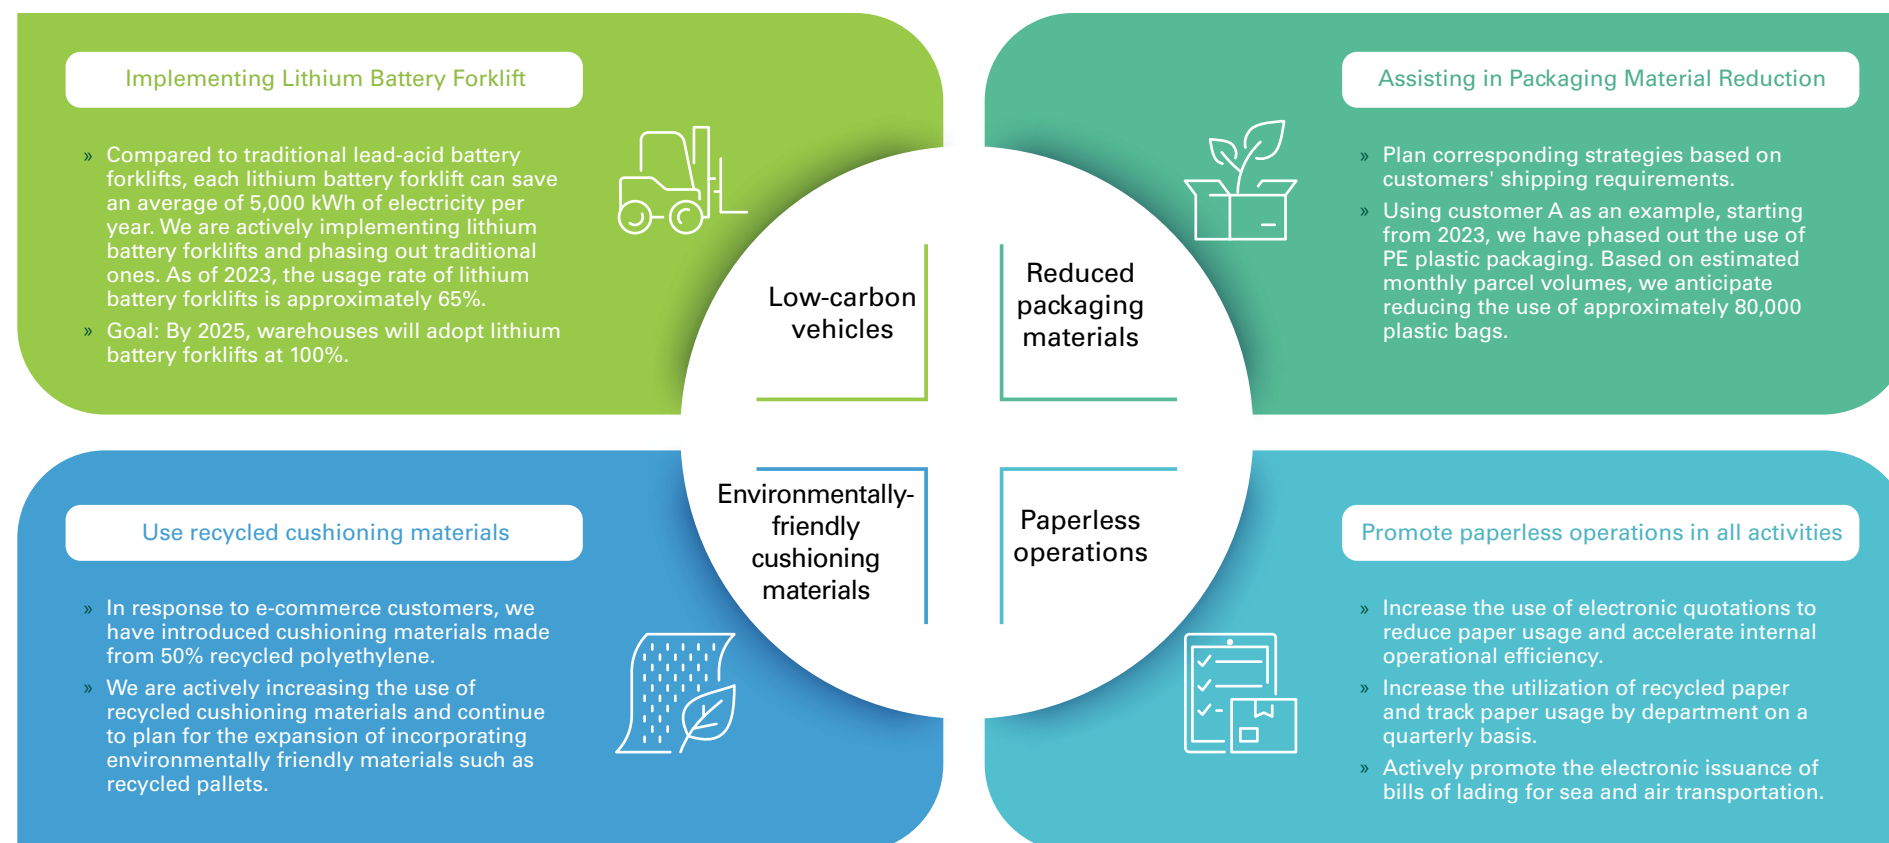 Implementing Lithium Battery Forklift
» Compared to traditional lead-acid battery
forklifts, each lithium battery forklift can save
an average of 5,000 kWh of electricity per
year. We are actively implementing lithium
battery forklifts and phasing out traditional
ones. As of 2023, the usage rate of lithium
battery forklifts is approximately 65%.
» Goal: By 2025, warehouses will adopt lithium
battery forklifts at 100%.
Low-carbon
vehicles
Assisting in Packaging Material Reduction
» Plan corresponding strategies based on
customers' shipping requirements.
» Using customer A as an example, starting
from 2023, we have phased out the use of
PE plastic packaging. Based on estimated
monthly parcel volumes, we anticipate
reducing the use of approximately 80,000
plastic bags.
Reduced
packaging
materials
Use recycled cushioning materials
» In response to e-commerce customers, we
have introduced cushioning materials made
from 50% recycled polyethylene.
» We are actively increasing the use of
recycled cushioning materials and continue
to plan for the expansion of incorporating
environmentally friendly materials such as
recycled pallets.
Environmentally-
friendly
cushioning
materials
Promote paperless operations in all activities
» Increase the use of electronic quotations to
reduce paper usage and accelerate internal
operational efficiency.
» Increase the utilization of recycled paper
and track paper usage by department on a
quarterly basis.
» Actively promote the electronic issuance of
bills of lading for sea and air transportation.
Paperless
operations